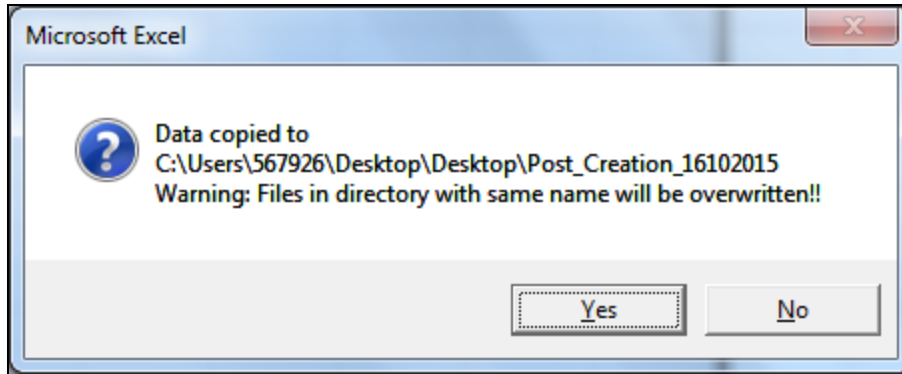 Microsoft Excel
Data copied to
C:\Users\567926\Desktop\Desktop\Post_Creation_16102015
Warning: Files in directory with same name will be overwritten!!
Yes
No